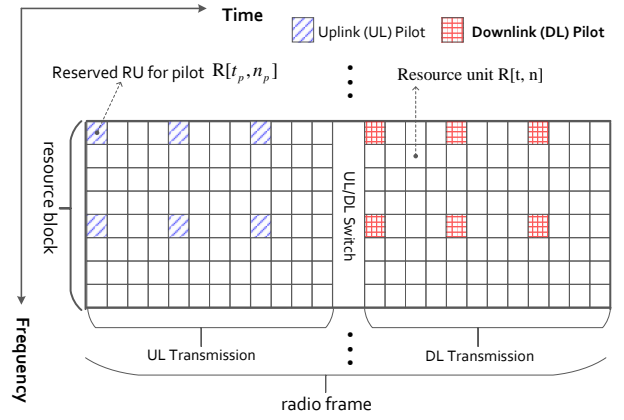 Time
Uplink (UL) Pilot
Downlink (DL) Pilot
Reserved RU for pilot R[t_p, n_p]
Resource unit R[t, n]
resource block
UL/DL Switch
Frequency
UL Transmission
DL Transmission
radio frame